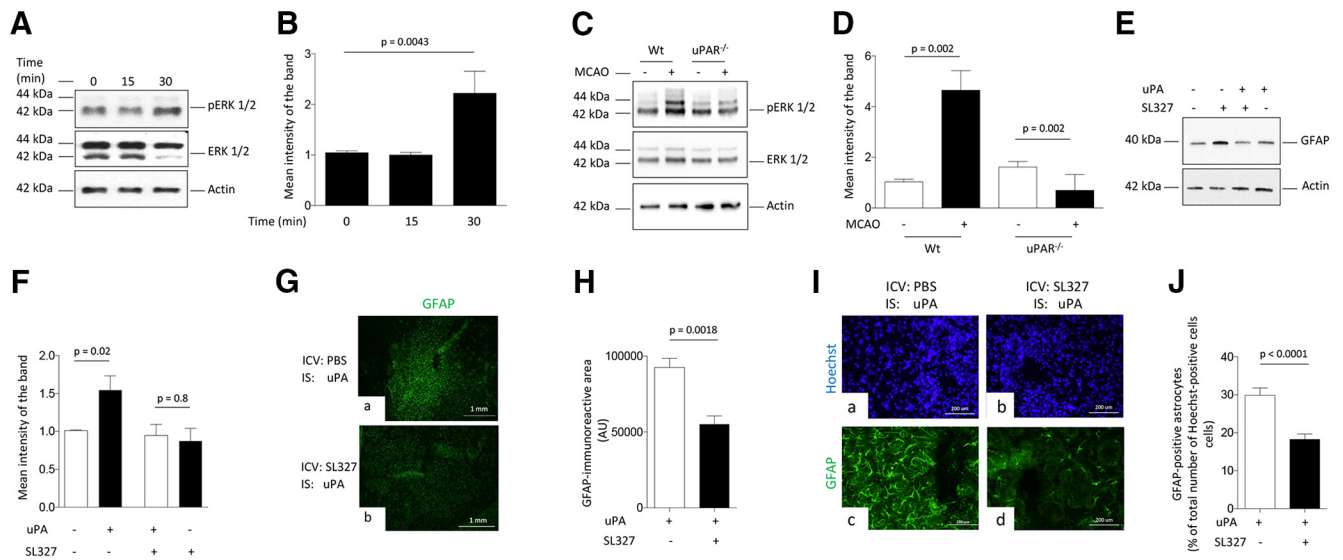 A
Time
(min)
0 15 30
44 kDa
42 kDa
pERK 1/2
44 kDa
42 kDa
ERK 1/2
42 kDa
Actin
B
Mean intensity of the band
3
2
1
0
p = 0.0043
Time (min) 0 15 30
C
Wt uPAR-/-
MCAO - + - +
44 kDa
42 kDa
pERK 1/2
44 kDa
42 kDa
ERK 1/2
42 kDa
Actin
D
Mean intensity of the band
6
4
2
0
p = 0.002
p = 0.002
MCAO - + - +
Wt uPAR-/-
E
uPA - - + +
SL327 - + + -
40 kDa
GFAP
42 kDa
Actin
F
Mean intensity of the band
2.0
1.5
1.0
0.5
0.0
p = 0.02
p = 0.8
uPA - + + -
SL327 - - + +
G
GFAP
ICV: PBS
IS: uPA
a
1 mm
ICV: SL327
IS: uPA
b
1 mm
H
GFAP-immunoreactive area
(AU)
100000
50000
0
p = 0.0018
uPA + +
SL327 - +
I
ICV: PBS
IS: uPA
ICV: SL327
IS: uPA
Hoechst
a
200 um
b
200 um
GFAP
c
200 um
d
200 um
J
GFAP-positive astrocytes
(% of total number of Hoechst-positive cells
cells)
40
30
20
10
0
p < 0.0001
uPA + +
SL327 - +